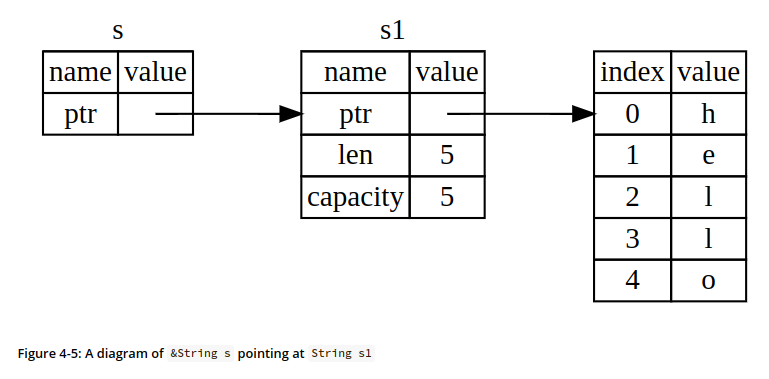 s s1
name value name value index value
ptr ptr 0 h
len 5 1 e
capacity 5 2 l
3 l
4 o
Figure 4-5: A diagram of &String s pointing at String s1